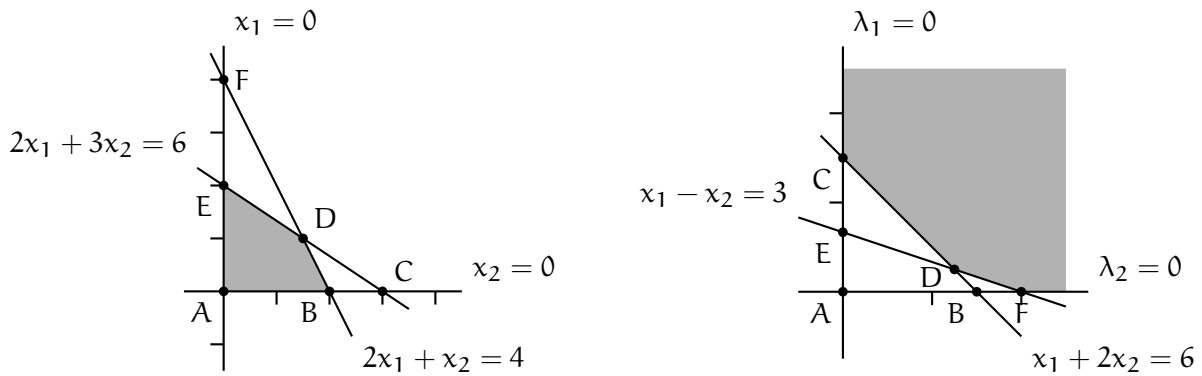 x₁ = 0
F
2x₁ + 3x₂ = 6
E
D
C
x₂ = 0
A
B
2x₁ + x₂ = 4
λ₁ = 0
C
x₁ − x₂ = 3
E
D
λ₂ = 0
A
B
F
x₁ + 2x₂ = 6